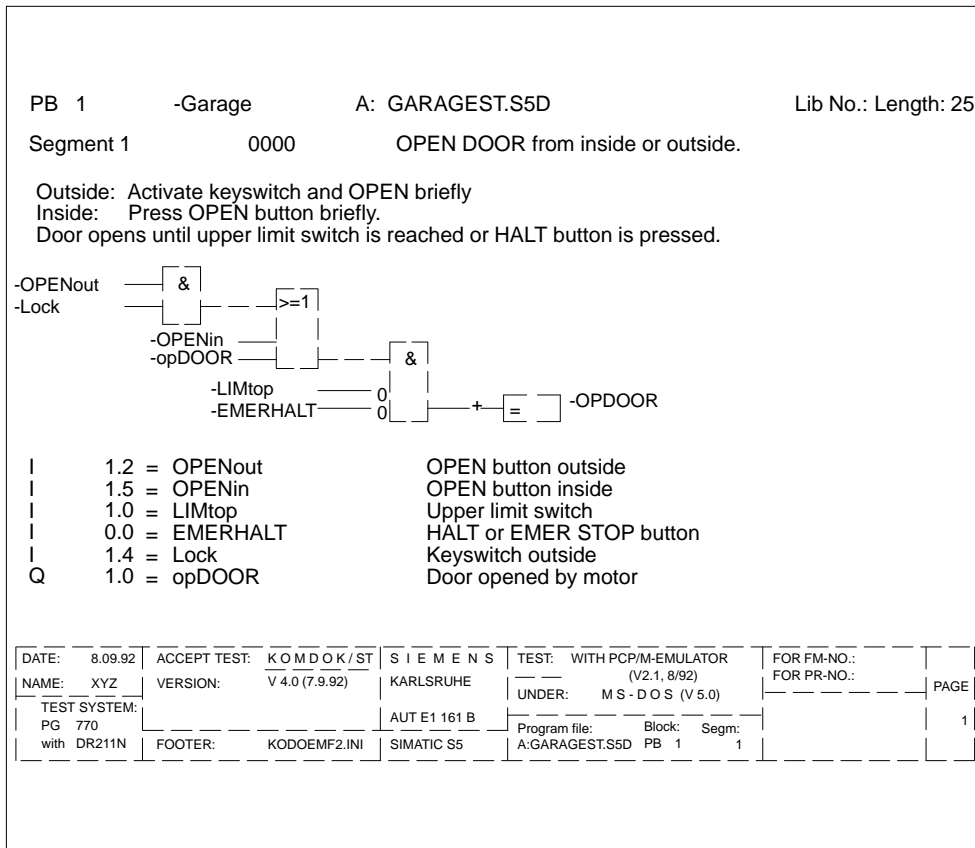 PB 1 -Garage A: GARAGEST.S5D Lib No.: Length: 25
Segment 1 0000 OPEN DOOR from inside or outside.
Outside: Activate keyswitch and OPEN briefly
Inside: Press OPEN button briefly.
Door opens until upper limit switch is reached or HALT button is pressed.
-OPENout &
-Lock >=1
-OPENin
-opDOOR &
-LIMtop 0
-EMERHALT 0 + = -OPDOOR
I 1.2 = OPENout OPEN button outside
I 1.5 = OPENin OPEN button inside
I 1.0 = LIMtop Upper limit switch
I 0.0 = EMERHALT HALT or EMER STOP button
I 1.4 = Lock Keyswitch outside
Q 1.0 = opDOOR Door opened by motor
DATE: 8.09.92 ACCEPT TEST: K O M D O K / ST S I E M E N S TEST: WITH PCP/M-EMULATOR FOR FM-NO.:
(V2.1, 8/92) FOR PR-NO.:
NAME: XYZ VERSION: V 4.0 (7.9.92) KARLSRUHE UNDER: M S - D O S (V 5.0) PAGE
TEST SYSTEM:
PG 770 AUT E1 161 B Program file: Block: Segm: 1
with DR211N FOOTER: KODOEMF2.INI SIMATIC S5 A:GARAGEST.S5D PB 1 1